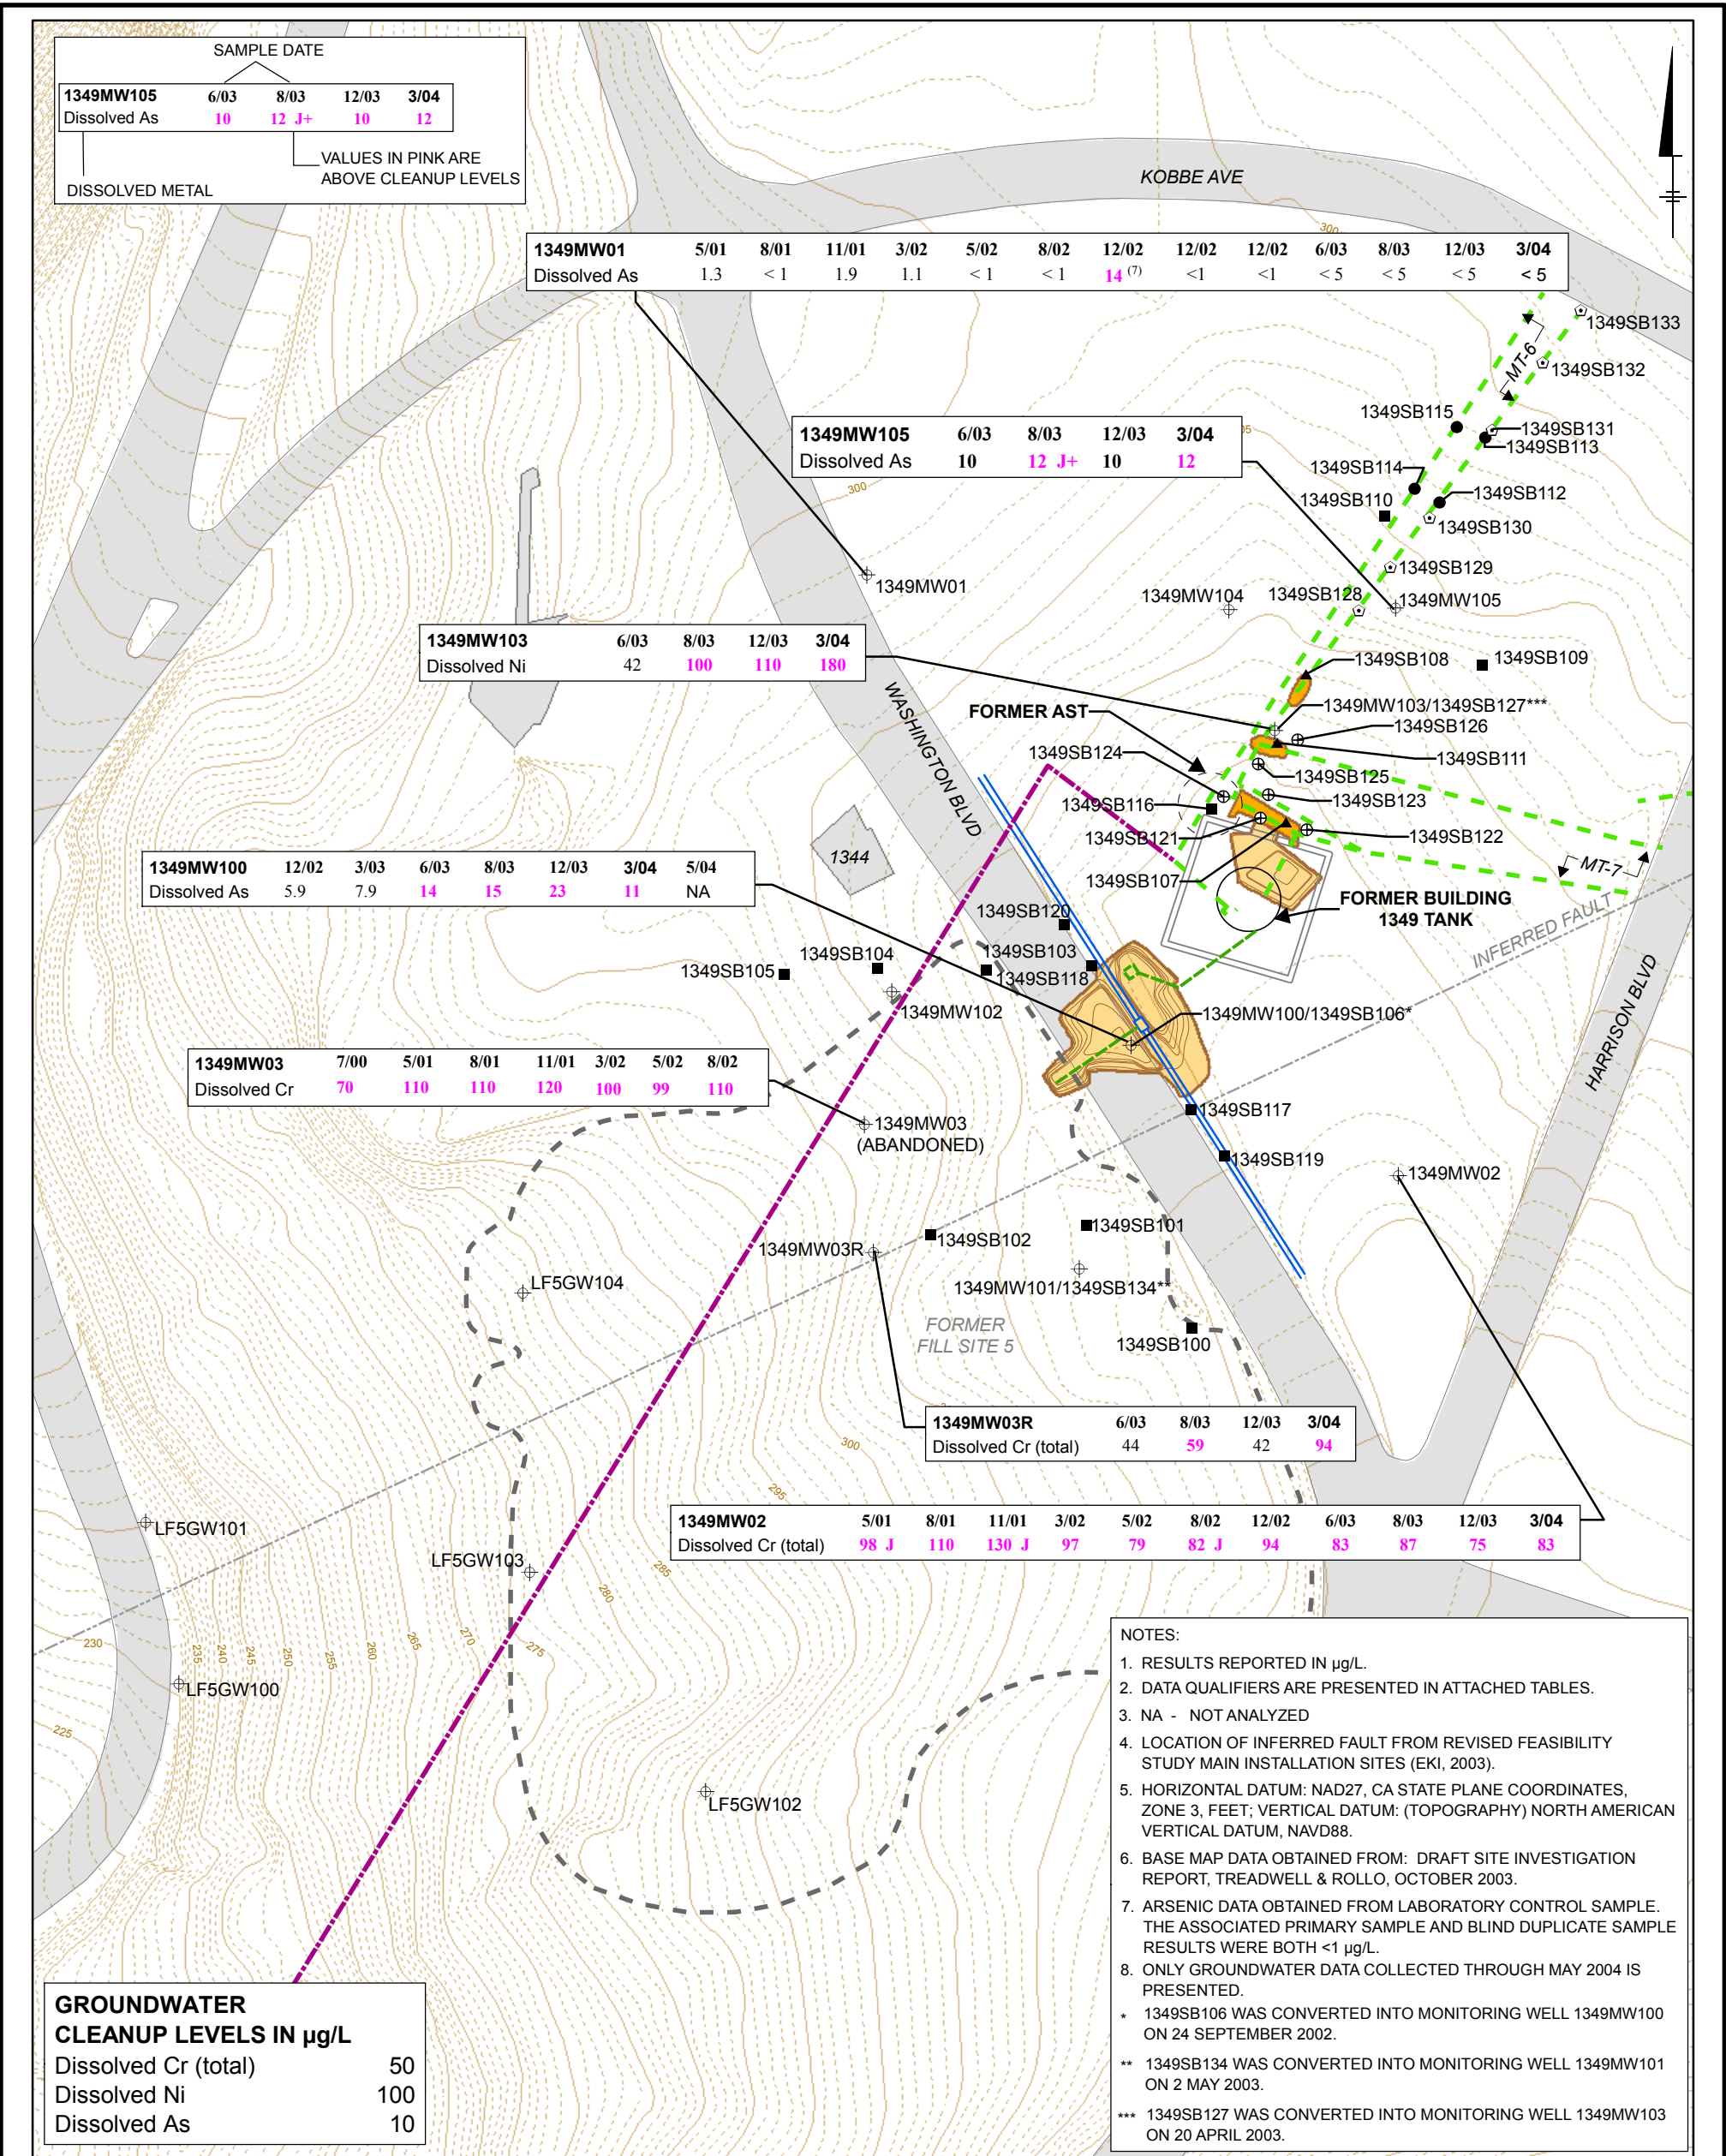 SAMPLE DATE
1349MW105 6/03 8/03 12/03 3/04
Dissolved As 10 12 J+ 10 12
VALUES IN PINK ARE
ABOVE CLEANUP LEVELS
DISSOLVED METAL
KOBBE AVE
300
1349MW01 5/01 8/01 11/01 3/02 5/02 8/02 12/02 12/02 12/02 6/03 8/03 12/03 3/04
Dissolved As 1.3 < 1 1.9 1.1 < 1 < 1 14 (7) <1 <1 < 5 < 5 < 5 < 5
1349SB133
MT-6
1349SB132
1349SB115
1349MW105 6/03 8/03 12/03 3/04
Dissolved As 10 12 J+ 10 12
1349SB131
1349SB113
1349SB114
300
1349SB110
1349SB112
1349SB130
1349SB129
1349MW01
1349MW104
1349SB128
1349MW105
1349MW103 6/03 8/03 12/03 3/04
Dissolved Ni 42 100 110 180
1349SB108
1349SB109
WASHINGTON BLVD
1349MW103/1349SB127***
FORMER AST
1349SB126
1349SB124
1349SB111
1349SB125
1349SB116
1349SB123
1349SB121
1349SB122
1344
1349MW100 12/02 3/03 6/03 8/03 12/03 3/04 5/04
Dissolved As 5.9 7.9 14 15 23 11 NA
MT-7
1349SB107
FORMER BUILDING
1349 TANK
1349SB120
INFERRED FAULT
1349SB105
1349SB104
1349SB103
1349SB118
HARRISON BLVD
1349MW102
1349MW100/1349SB106*
1349MW03 7/00 5/01 8/01 11/01 3/02 5/02 8/02
Dissolved Cr 70 110 110 120 100 99 110
1349SB117
1349MW03
(ABANDONED)
1349SB119
1349MW02
1349SB101
1349SB102
1349MW03R
LF5GW104
1349MW101/1349SB134**
FORMER
FILL SITE 5
1349SB100
1349MW03R 6/03 8/03 12/03 3/04
Dissolved Cr (total) 44 59 42 94
300
295
1349MW02 5/01 8/01 11/01 3/02 5/02 8/02 12/02 6/03 8/03 12/03 3/04
Dissolved Cr (total) 98 J 110 130 J 97 79 82 J 94 83 87 75 83
LF5GW101
LF5GW103
285
280
275
270
265
260
255
250
245
240
235
230
225
LF5GW100
LF5GW102
NOTES:
1. RESULTS REPORTED IN µg/L.
2. DATA QUALIFIERS ARE PRESENTED IN ATTACHED TABLES.
3. NA - NOT ANALYZED
4. LOCATION OF INFERRED FAULT FROM REVISED FEASIBILITY
STUDY MAIN INSTALLATION SITES (EKI, 2003).
5. HORIZONTAL DATUM: NAD27, CA STATE PLANE COORDINATES,
ZONE 3, FEET; VERTICAL DATUM: (TOPOGRAPHY) NORTH AMERICAN
VERTICAL DATUM, NAVD88.
6. BASE MAP DATA OBTAINED FROM: DRAFT SITE INVESTIGATION
REPORT, TREADWELL & ROLLO, OCTOBER 2003.
7. ARSENIC DATA OBTAINED FROM LABORATORY CONTROL SAMPLE.
THE ASSOCIATED PRIMARY SAMPLE AND BLIND DUPLICATE SAMPLE
RESULTS WERE BOTH <1 µg/L.
8. ONLY GROUNDWATER DATA COLLECTED THROUGH MAY 2004 IS
PRESENTED.
* 1349SB106 WAS CONVERTED INTO MONITORING WELL 1349MW100
ON 24 SEPTEMBER 2002.
** 1349SB134 WAS CONVERTED INTO MONITORING WELL 1349MW101
ON 2 MAY 2003.
*** 1349SB127 WAS CONVERTED INTO MONITORING WELL 1349MW103
ON 20 APRIL 2003.
GROUNDWATER
CLEANUP LEVELS IN µg/L
Dissolved Cr (total) 50
Dissolved Ni 100
Dissolved As 10